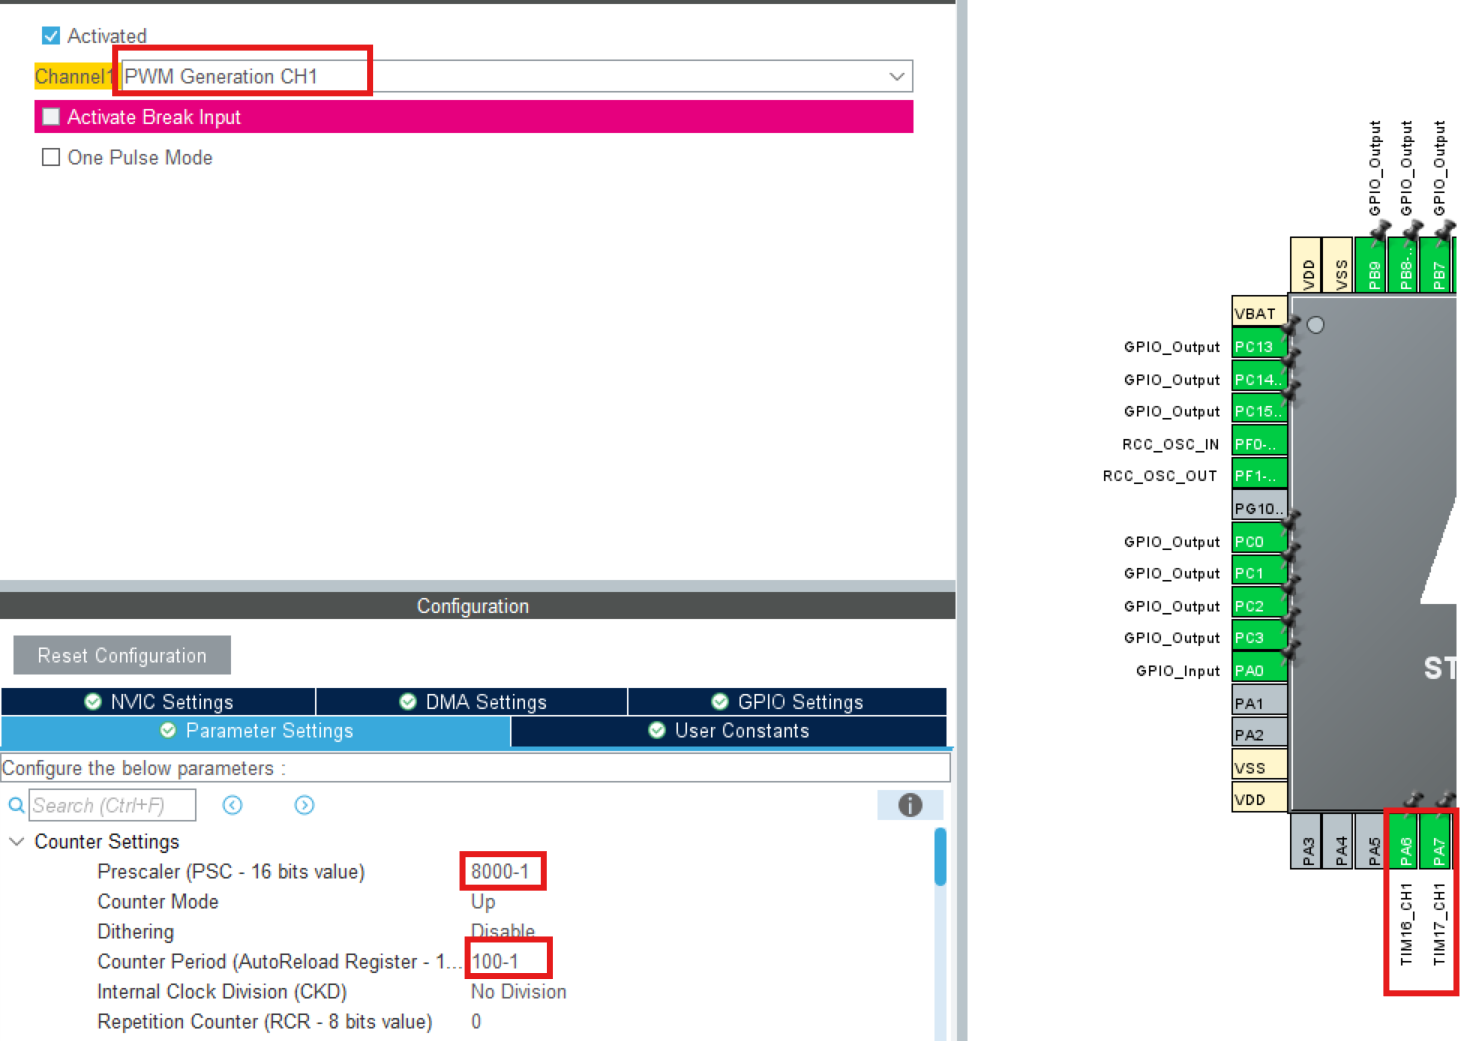 Activated
Channel1 PWM Generation CH1
Activate Break Input
One Pulse Mode
Configuration
Reset Configuration
NVIC Settings
DMA Settings
GPIO Settings
Parameter Settings
User Constants
Configure the below parameters :
Search (Ctrl+F)
Counter Settings
Prescaler (PSC - 16 bits value) 8000-1
Counter Mode Up
Dithering Disable
Counter Period (AutoReload Register - 1... 100-1
Internal Clock Division (CKD) No Division
Repetition Counter (RCR - 8 bits value) 0
GPIO_Output
GPIO_Output
GPIO_Output
VDD
VSS
PB9
PB8-..
PB7
VBAT
GPIO_Output PC13
GPIO_Output PC14..
GPIO_Output PC15..
RCC_OSC_IN PF0-..
RCC_OSC_OUT PF1-..
PG10..
GPIO_Output PC0
GPIO_Output PC1
GPIO_Output PC2
GPIO_Output PC3
GPIO_Input PA0
PA1
PA2
VSS
VDD
ST
PA3
PA4
PA5
PA6
PA7
TIM16_CH1
TIM17_CH1